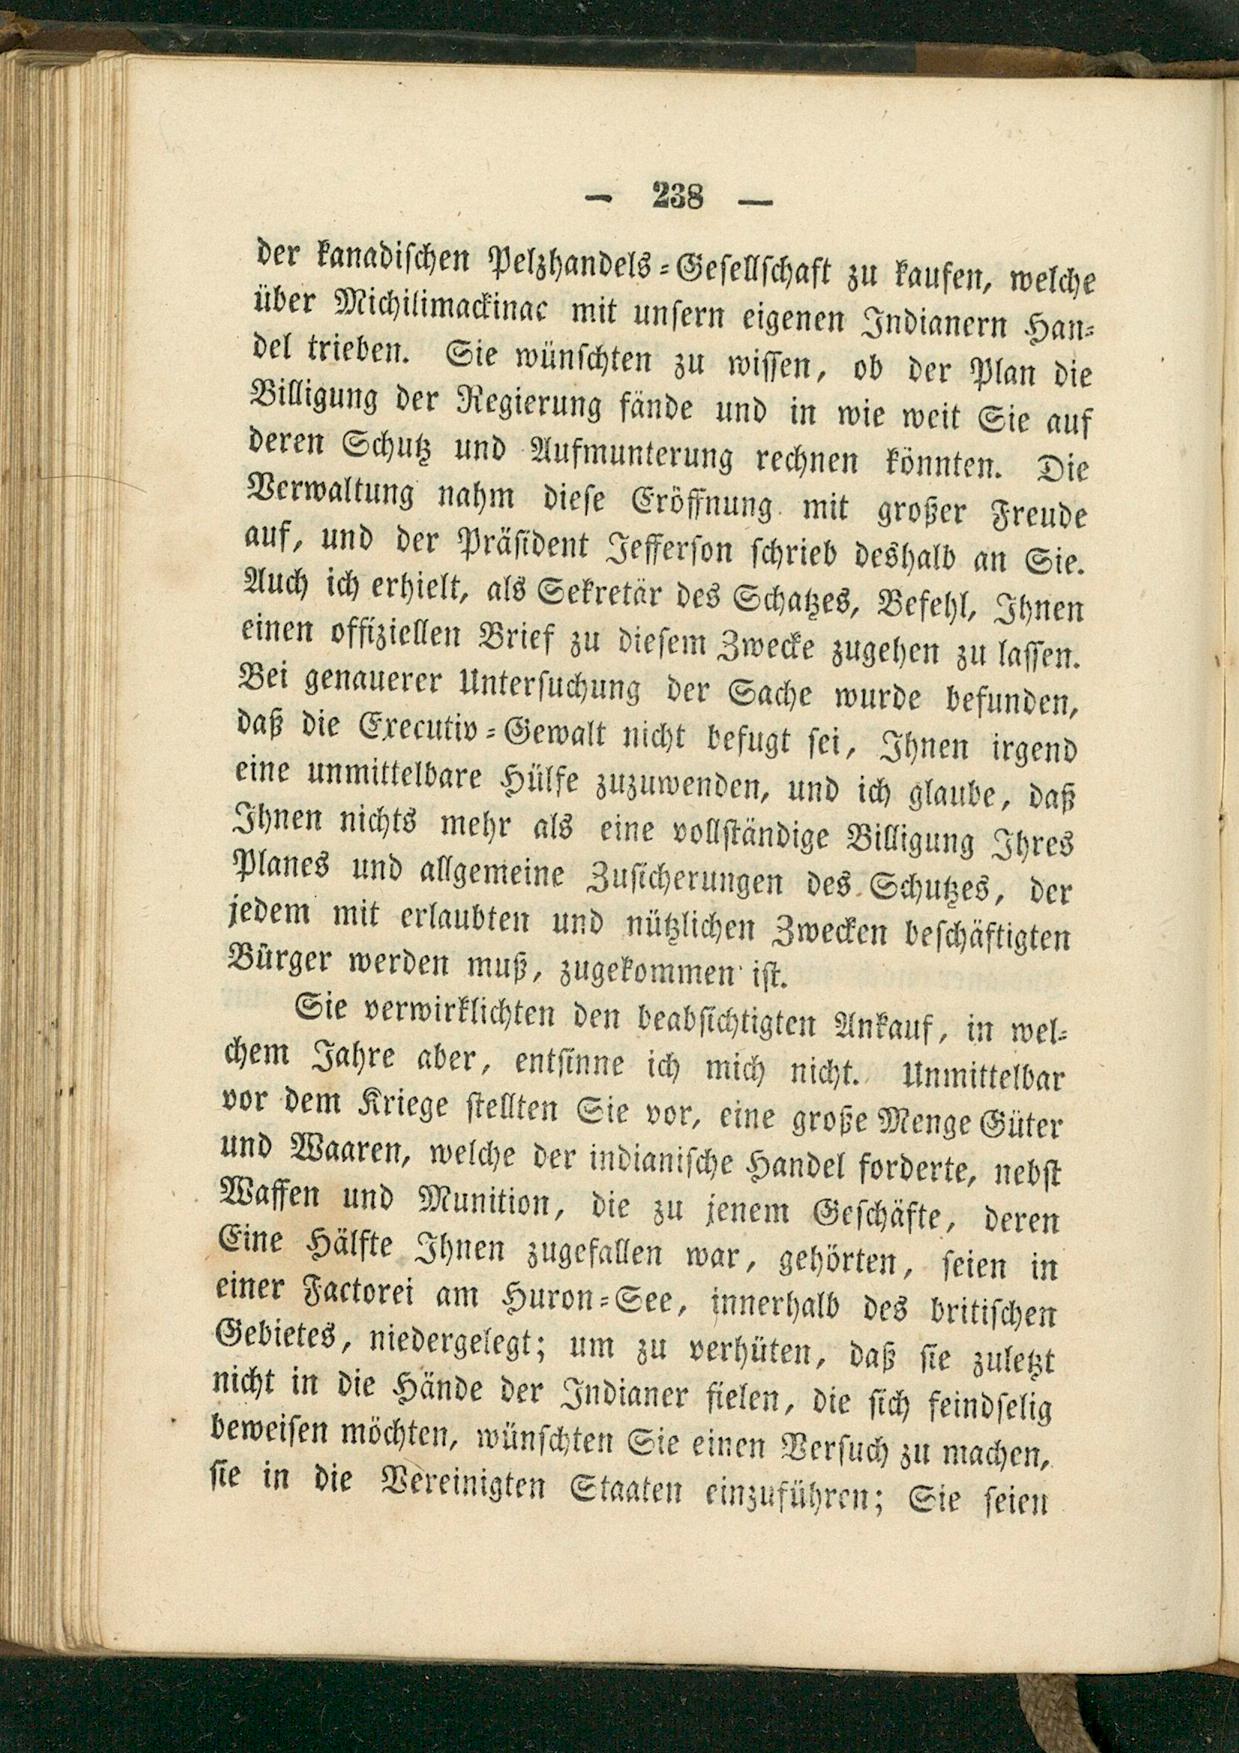 — 238 —
der kanadischen Pelzhandels=Gesellschaft zu kaufen, welche
über Michilimackinac mit unsern eigenen Indianern Han=
del trieben. Sie wünschten zu wissen, ob der Plan die
Billigung der Regierung fände und in wie weit Sie auf
deren Schutz und Aufmunterung rechnen könnten. Die
Verwaltung nahm diese Eröffnung mit großer Freude
auf, und der Präsident Jefferson schrieb deshalb an Sie.
Auch ich erhielt, als Sekretär des Schatzes, Befehl, Ihnen
einen offiziellen Brief zu diesem Zwecke zugehen zu lassen.
Bei genauerer Untersuchung der Sache wurde befunden,
daß die Executiv=Gewalt nicht befugt sei, Ihnen irgend
eine unmittelbare Hülfe zuzuwenden, und ich glaube, daß
Ihnen nichts mehr als eine vollständige Billigung Ihres
Planes und allgemeine Zusicherungen des Schutzes, der
jedem mit erlaubten und nützlichen Zwecken beschäftigten
Bürger werden muß, zugekommen ist.
Sie verwirklichten den beabsichtigten Ankauf, in wel=
chem Jahre aber, entsinne ich mich nicht. Unmittelbar
vor dem Kriege stellten Sie vor, eine große Menge Güter
und Waaren, welche der indianische Handel forderte, nebst
Waffen und Munition, die zu jenem Geschäfte, deren
Eine Hälfte Ihnen zugefallen war, gehörten, seien in
einer Factorei am Huron=See, innerhalb des britischen
Gebietes, niedergelegt; um zu verhüten, daß sie zuletzt
nicht in die Hände der Indianer fielen, die sich feindselig
beweisen möchten, wünschten Sie einen Versuch zu machen,
sie in die Vereinigten Staaten einzuführen; Sie seien